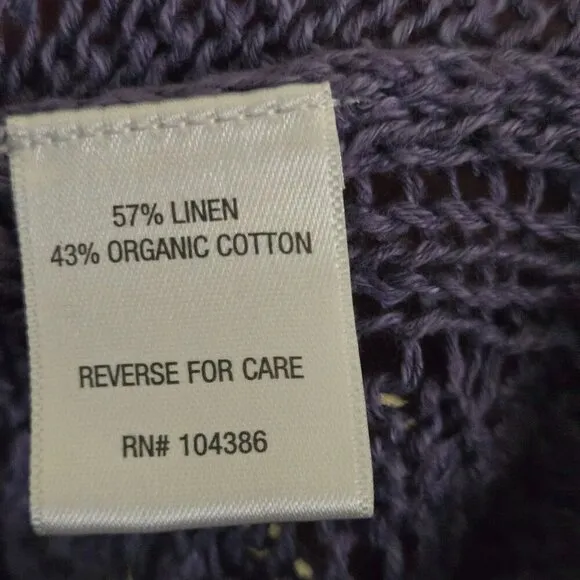 57% LINEN
43% ORGANIC COTTON
REVERSE FOR CARE
RN# 104386